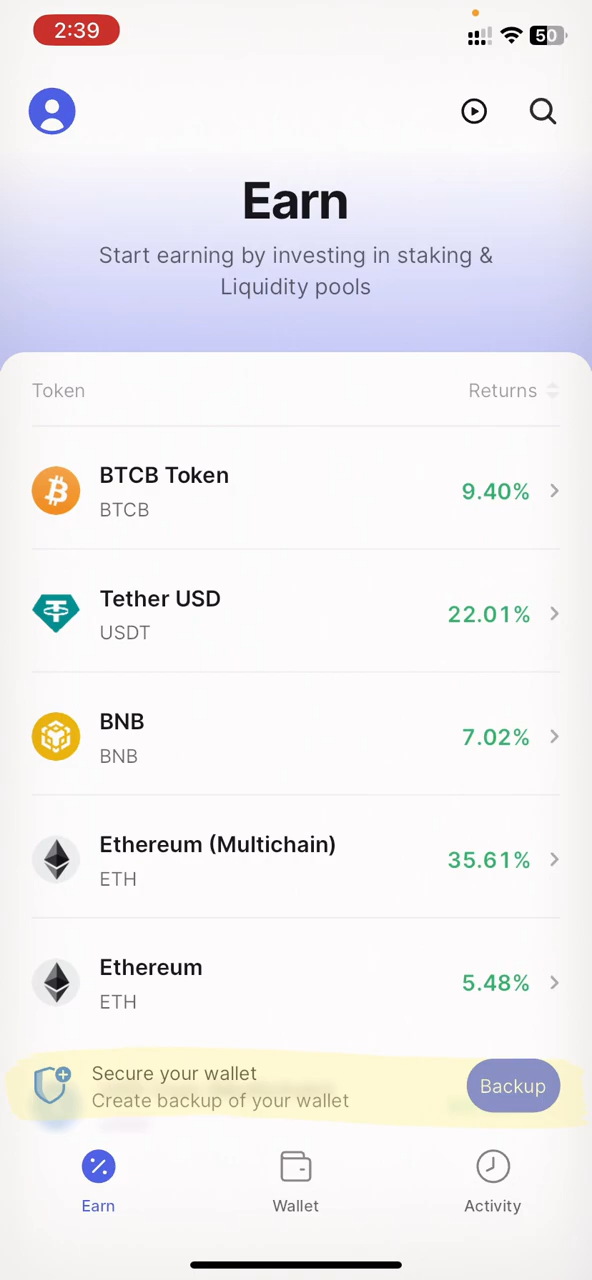 2:39
50
Earn
Start earning by investing in staking &
Liquidity pools
Token
Returns
BTCB Token
9.40%
BTCB
Tether USD
22.01%
USDT
BNB
7.02%
BNB
Ethereum (Multichain)
35.61%
ETH
Ethereum
5.48%
ETH
Secure your wallet
Backup
Create backup of your wallet
Earn
Wallet
Activity